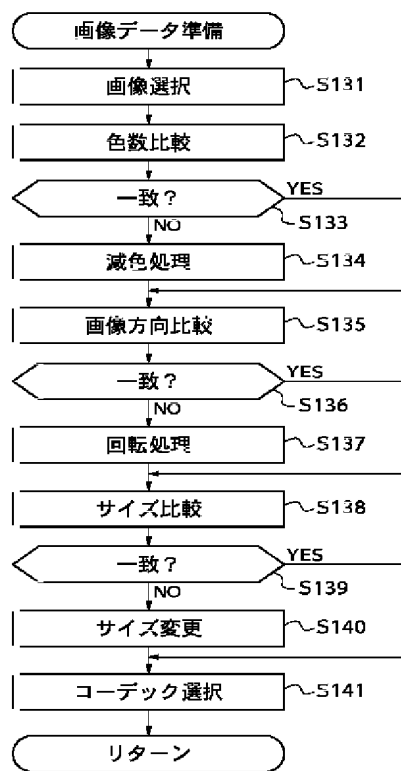 画像データ準備
画像選択 S131
色数比較 S132
一致? YES
S133
NO
減色処理 S134
画像方向比較 S135
一致? YES
S136
NO
回転処理 S137
サイズ比較 S138
一致? YES
S139
NO
サイズ変更 S140
コーデック選択 S141
リターン